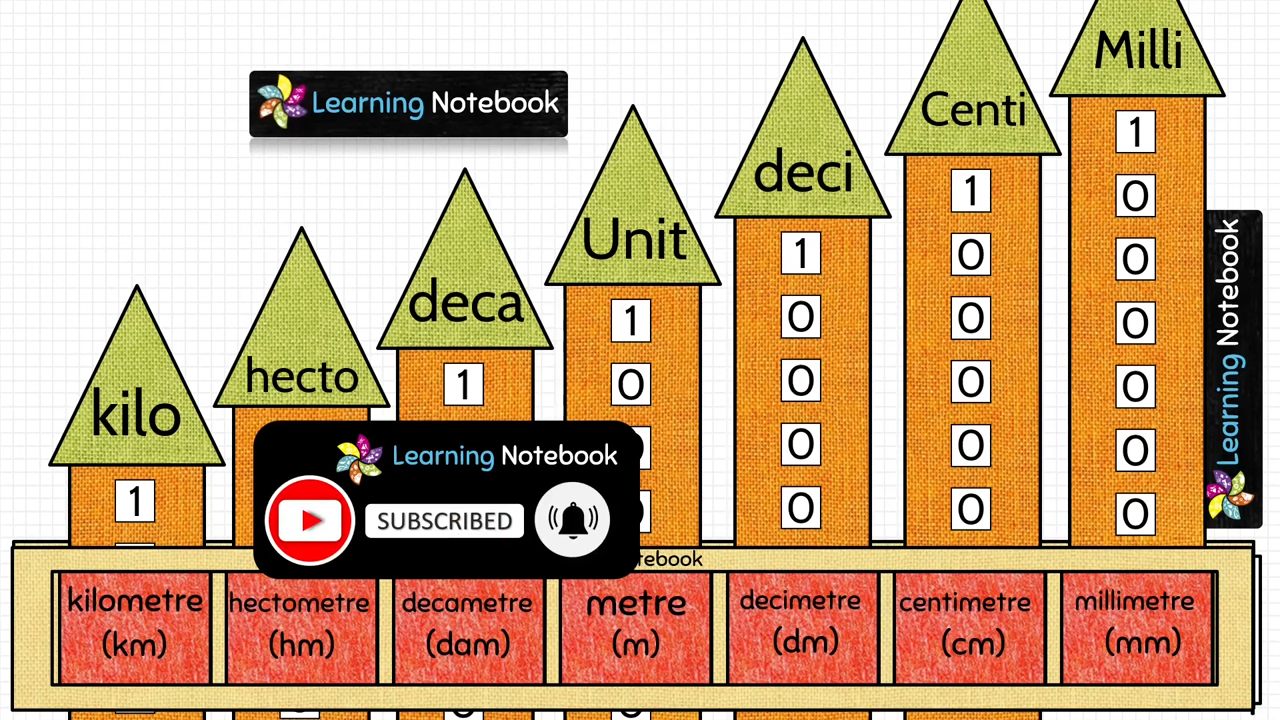 Learning Notebook
kilo
hecto
deca
Unit
deci
Centi
Milli
1
1
1
0
1
0
0
0
0
1
0
0
0
0
0
1
0
0
0
0
0
0
Learning Notebook
Learning Notebook
SUBSCRIBED
tebook
kilometre
(km)
hectometre
(hm)
decametre
(dam)
metre
(m)
decimetre
(dm)
centimetre
(cm)
millimetre
(mm)